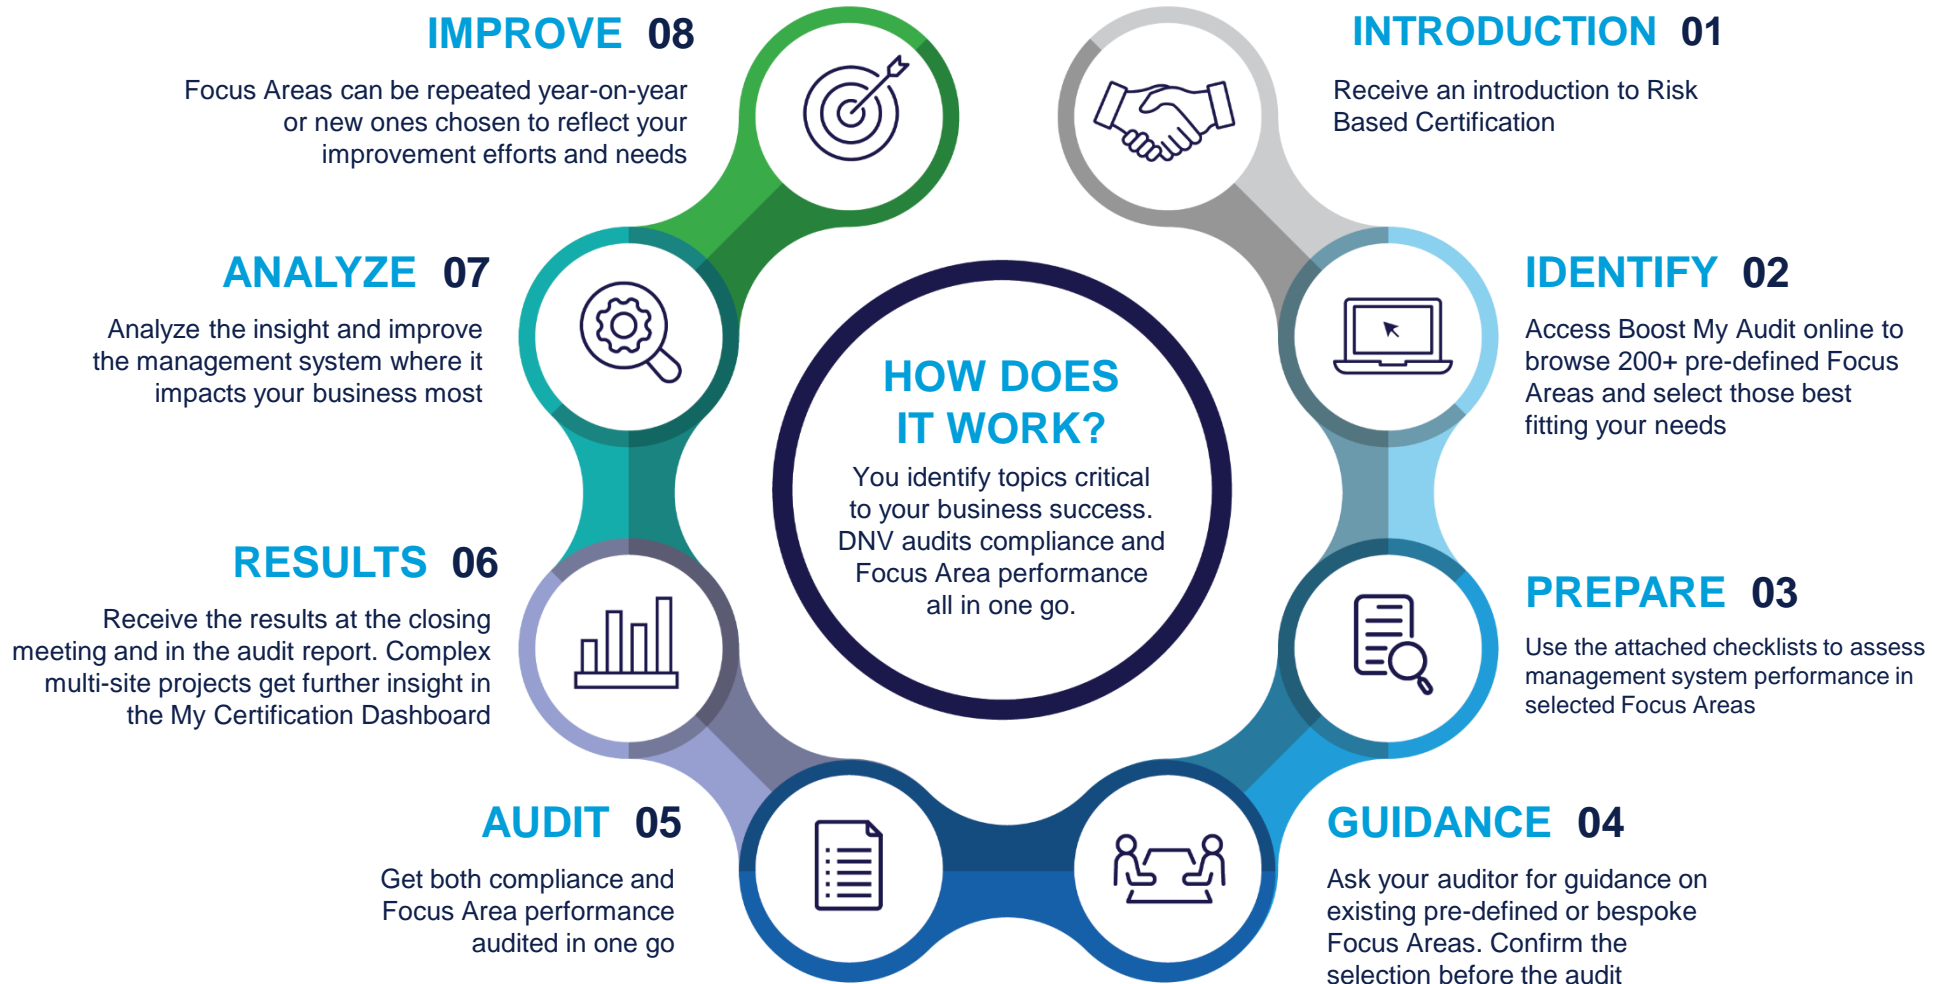 HOW DOES
IT WORK?
You identify topics critical
to your business success.
DNV audits compliance and
Focus Area performance
all in one go.
INTRODUCTION 01
Receive an introduction to Risk
Based Certification
IDENTIFY 02
Access Boost My Audit online to
browse 200+ pre-defined Focus
Areas and select those best
fitting your needs
PREPARE 03
Use the attached checklists to assess
management system performance in
selected Focus Areas
GUIDANCE 04
Ask your auditor for guidance on
existing pre-defined or bespoke
Focus Areas. Confirm the
selection before the audit
AUDIT 05
Get both compliance and
Focus Area performance
audited in one go
RESULTS 06
Receive the results at the closing
meeting and in the audit report. Complex
multi-site projects get further insight in
the My Certification Dashboard
ANALYZE 07
Analyze the insight and improve
the management system where it
impacts your business most
IMPROVE 08
Focus Areas can be repeated year-on-year
or new ones chosen to reflect your
improvement efforts and needs